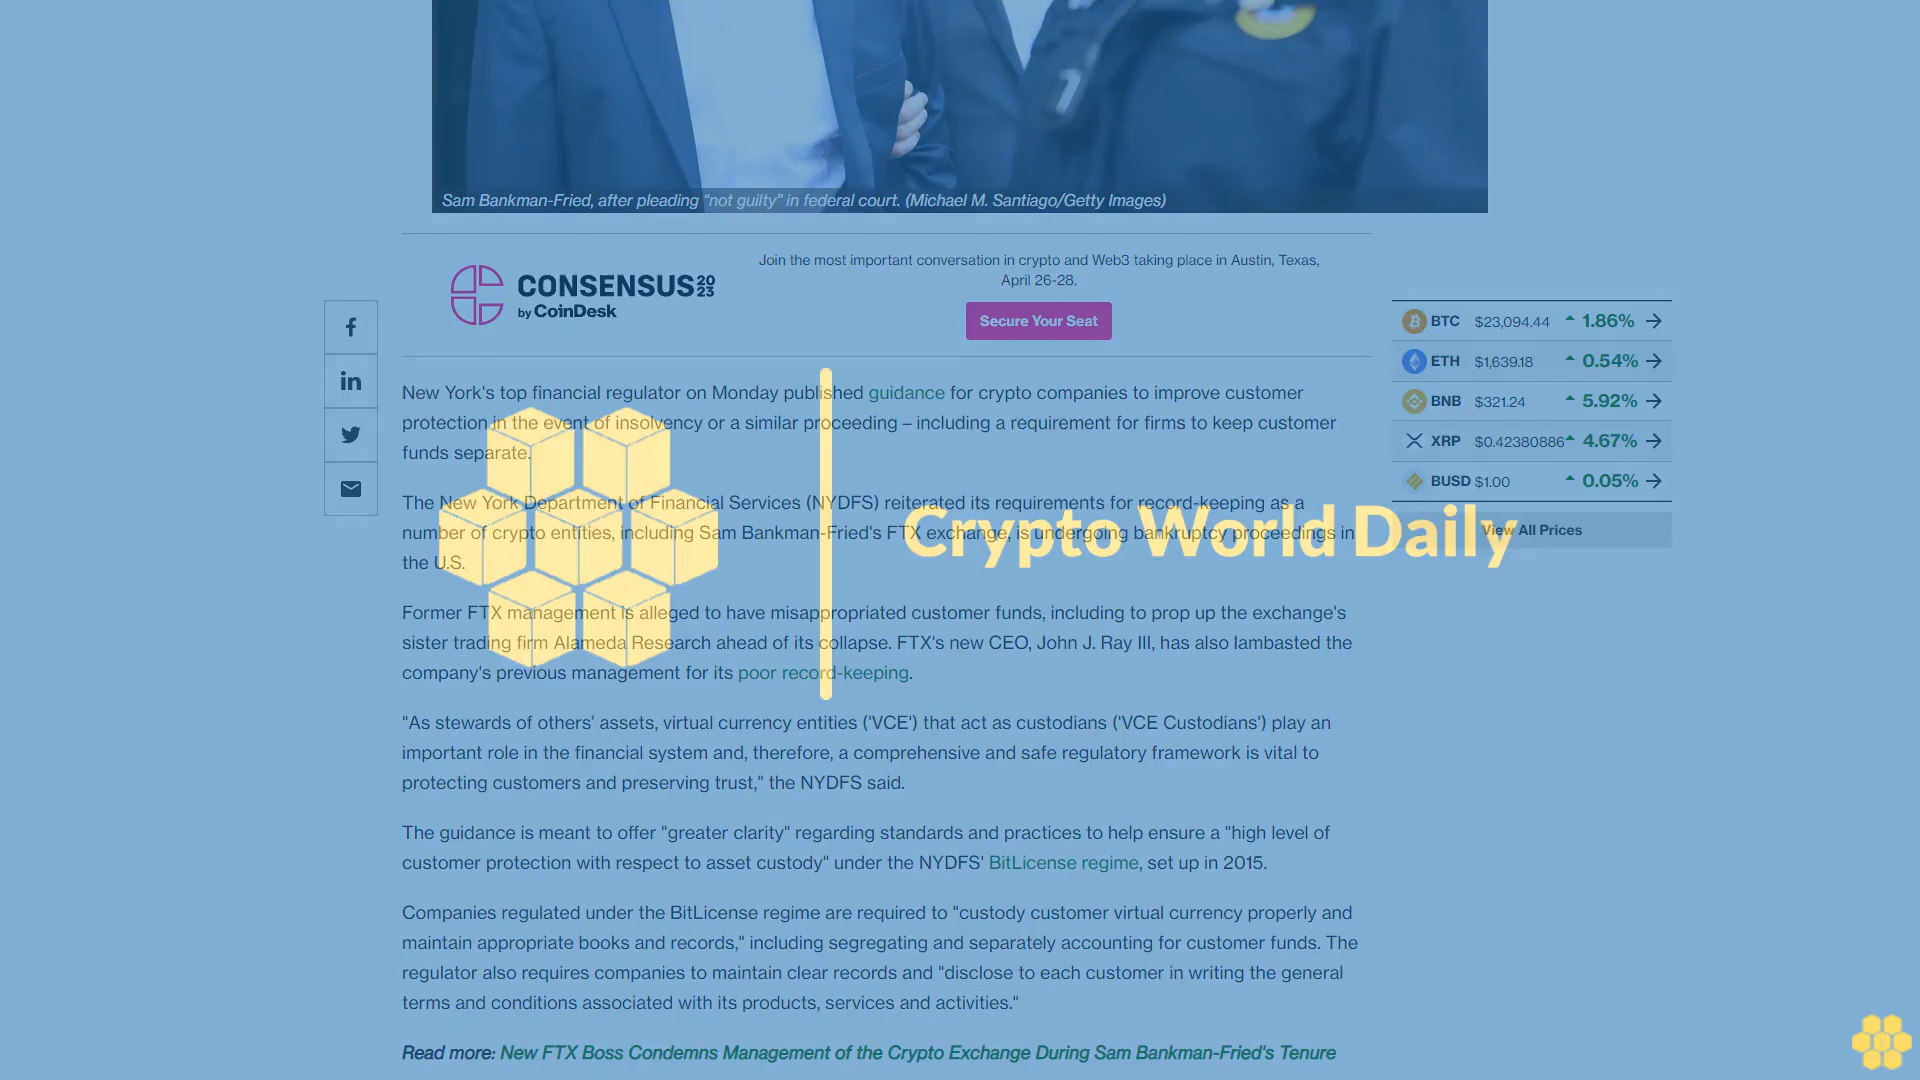 Sam Bankman-Fried, after pleading “not guilty” in federal court. (Michael M. Santiago/Getty Images)
CONSENSUS 2023
by CoinDesk
Join the most important conversation in crypto and Web3 taking place in Austin, Texas,
April 26-28.
Secure Your Seat
BTC $23,094.44 1.86%
ETH $1,639.18 0.54%
BNB $321.24 5.92%
XRP $0.42380886 4.67%
BUSD $1.00 0.05%
View All Prices
New York's top financial regulator on Monday published guidance for crypto companies to improve customer
protection in the event of insolvency or a similar proceeding – including a requirement for firms to keep customer
funds separate.
The New York Department of Financial Services (NYDFS) reiterated its requirements for record-keeping as a
number of crypto entities, including Sam Bankman-Fried's FTX exchange, is undergoing bankruptcy proceedings in
the U.S.
Crypto World Daily
Former FTX management is alleged to have misappropriated customer funds, including to prop up the exchange's
sister trading firm Alameda Research ahead of its collapse. FTX's new CEO, John J. Ray III, has also lambasted the
company's previous management for its poor record-keeping.
"As stewards of others’ assets, virtual currency entities ('VCE') that act as custodians ('VCE Custodians') play an
important role in the financial system and, therefore, a comprehensive and safe regulatory framework is vital to
protecting customers and preserving trust," the NYDFS said.
The guidance is meant to offer "greater clarity" regarding standards and practices to help ensure a "high level of
customer protection with respect to asset custody" under the NYDFS' BitLicense regime, set up in 2015.
Companies regulated under the BitLicense regime are required to "custody customer virtual currency properly and
maintain appropriate books and records," including segregating and separately accounting for customer funds. The
regulator also requires companies to maintain clear records and "disclose to each customer in writing the general
terms and conditions associated with its products, services and activities."
Read more: New FTX Boss Condemns Management of the Crypto Exchange During Sam Bankman-Fried's Tenure